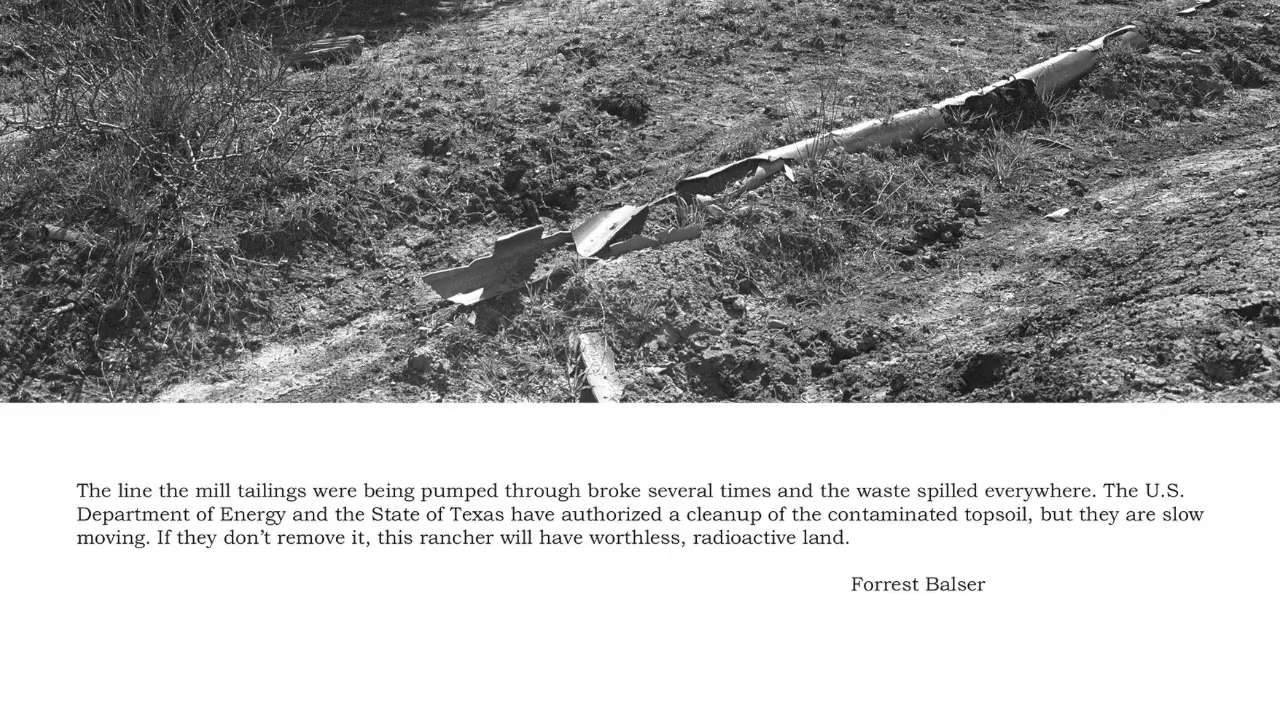 The line the mill tailings were being pumped through broke several times and the waste spilled everywhere. The U.S.
Department of Energy and the State of Texas have authorized a cleanup of the contaminated topsoil, but they are slow
moving. If they don’t remove it, this rancher will have worthless, radioactive land.
Forrest Balser